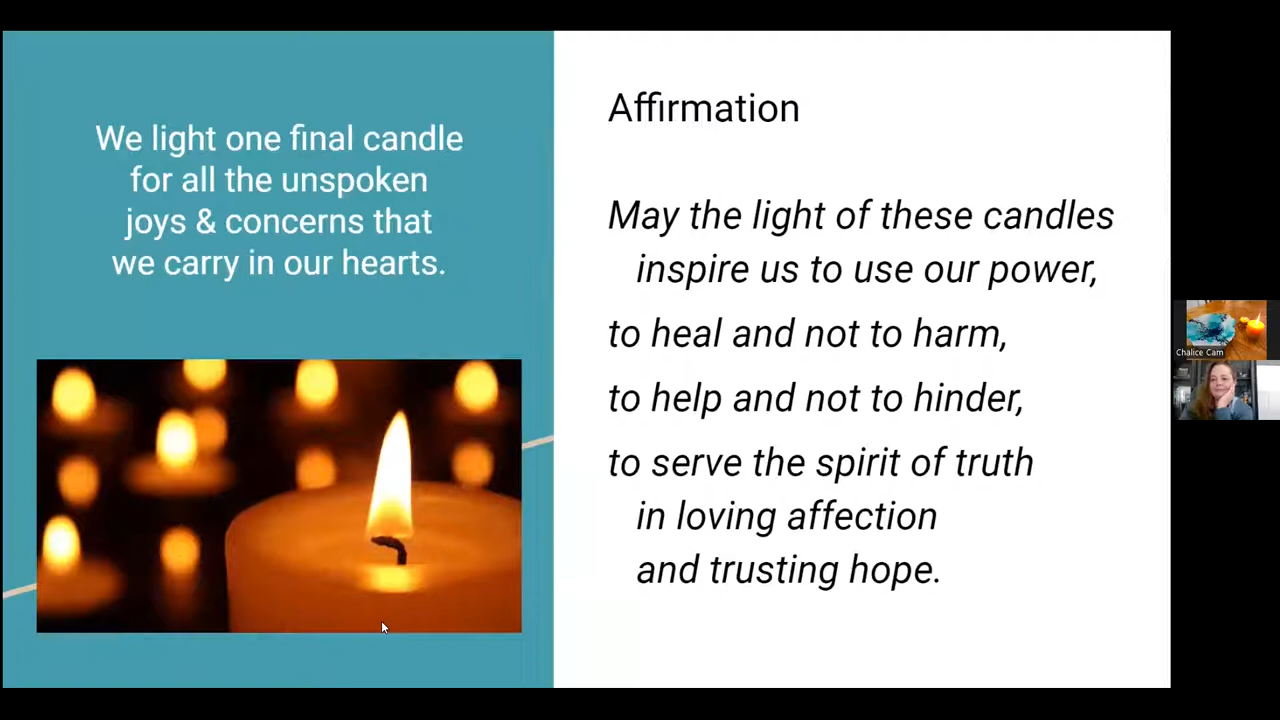 We light one final candle
for all the unspoken
joys & concerns that
we carry in our hearts.
Affirmation
May the light of these candles
inspire us to use our power,
to heal and not to harm,
to help and not to hinder,
to serve the spirit of truth
in loving affection
and trusting hope.
Chalice Cam